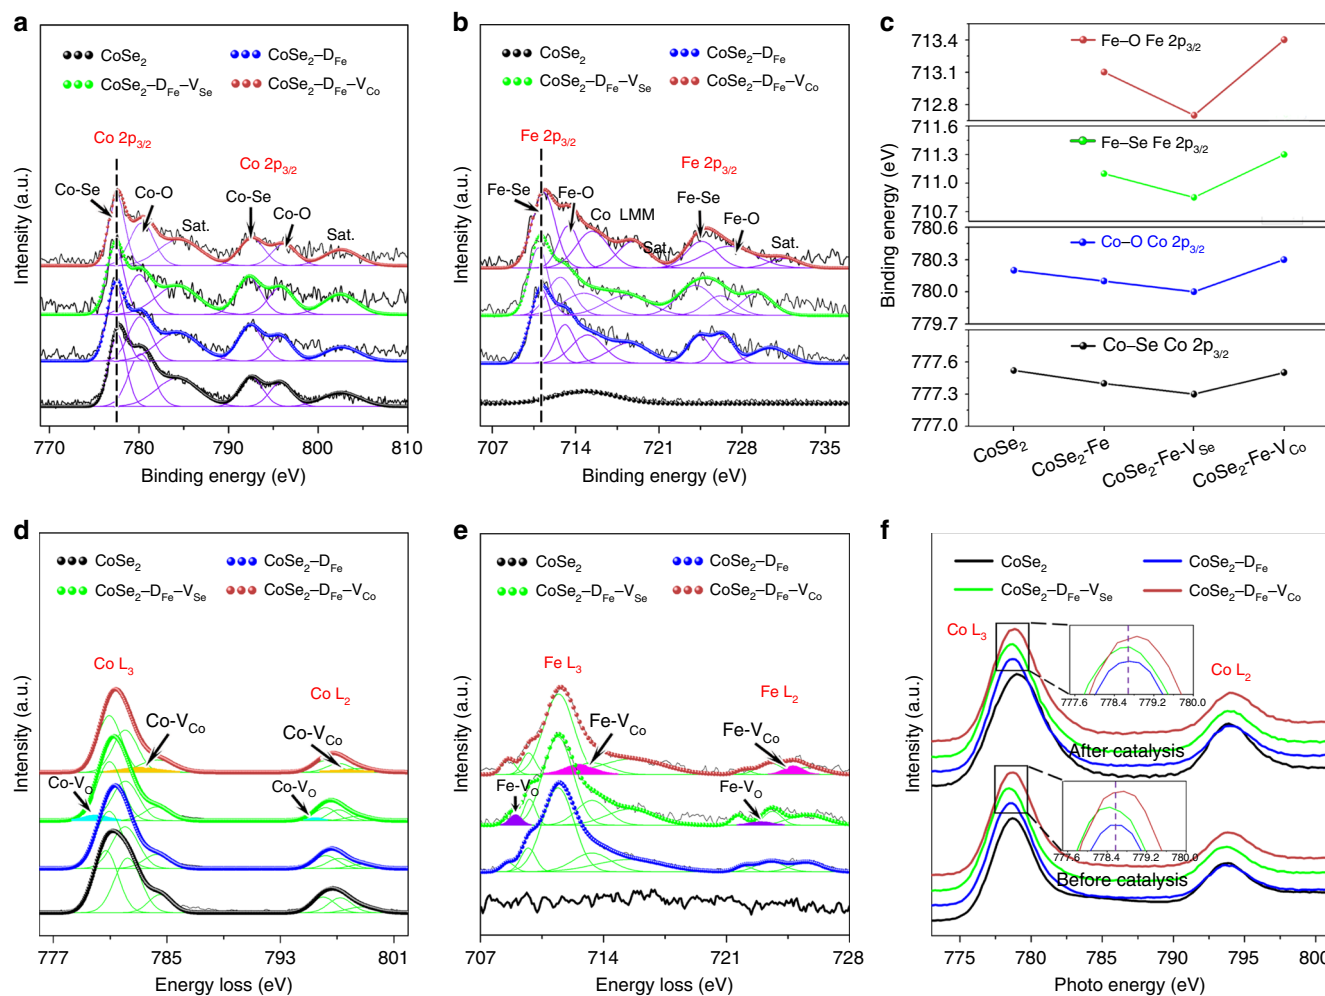 a
CoSe2
CoSe2–DFe
CoSe2–DFe–VSe
CoSe2–DFe–VCo
Co 2p3/2
Co 2p3/2
Co-Se
Co-O
Co-Se
Co-O
Sat.
Sat.
Intensity (a.u.)
770 780 790 800 810
Binding energy (eV)
b
CoSe2
CoSe2–DFe
CoSe2–DFe–VSe
CoSe2–DFe–VCo
Fe 2p3/2
Fe 2p3/2
Fe-Se
Fe-O
Co LMM
Sat.
Fe-Se
Fe-O
Sat.
Intensity (a.u.)
707 714 721 728 735
Binding energy (eV)
c
713.4
713.1
712.8
Fe–O Fe 2p3/2
711.6
711.3
711.0
710.7
Fe–Se Fe 2p3/2
780.6
780.3
780.0
779.7
Co–O Co 2p3/2
777.6
777.3
777.0
Co–Se Co 2p3/2
Binding energy (eV)
CoSe2
CoSe2-Fe
CoSe2-Fe-VSe
CoSe2-Fe-VCo
d
CoSe2
CoSe2–DFe
CoSe2–DFe–VSe
CoSe2–DFe–VCo
Co L3
Co L2
Co-VCo
Co-VCo
Co-VO
Co-VO
Intensity (a.u.)
777 785 793 801
Energy loss (eV)
e
CoSe2
CoSe2–DFe
CoSe2–DFe–VSe
CoSe2–DFe–VCo
Fe L3
Fe L2
Fe-VCo
Fe-VCo
Fe-VO
Fe-VO
Intensity (a.u.)
707 714 721 728
Energy loss (eV)
f
CoSe2
CoSe2–DFe
CoSe2–DFe–VSe
CoSe2–DFe–VCo
Co L3
Co L2
777.6 778.4 779.2 780.0
After catalysis
777.6 778.4 779.2 780.0
Before catalysis
Intensity (a.u.)
775 780 785 790 795 800
Photo energy (eV)